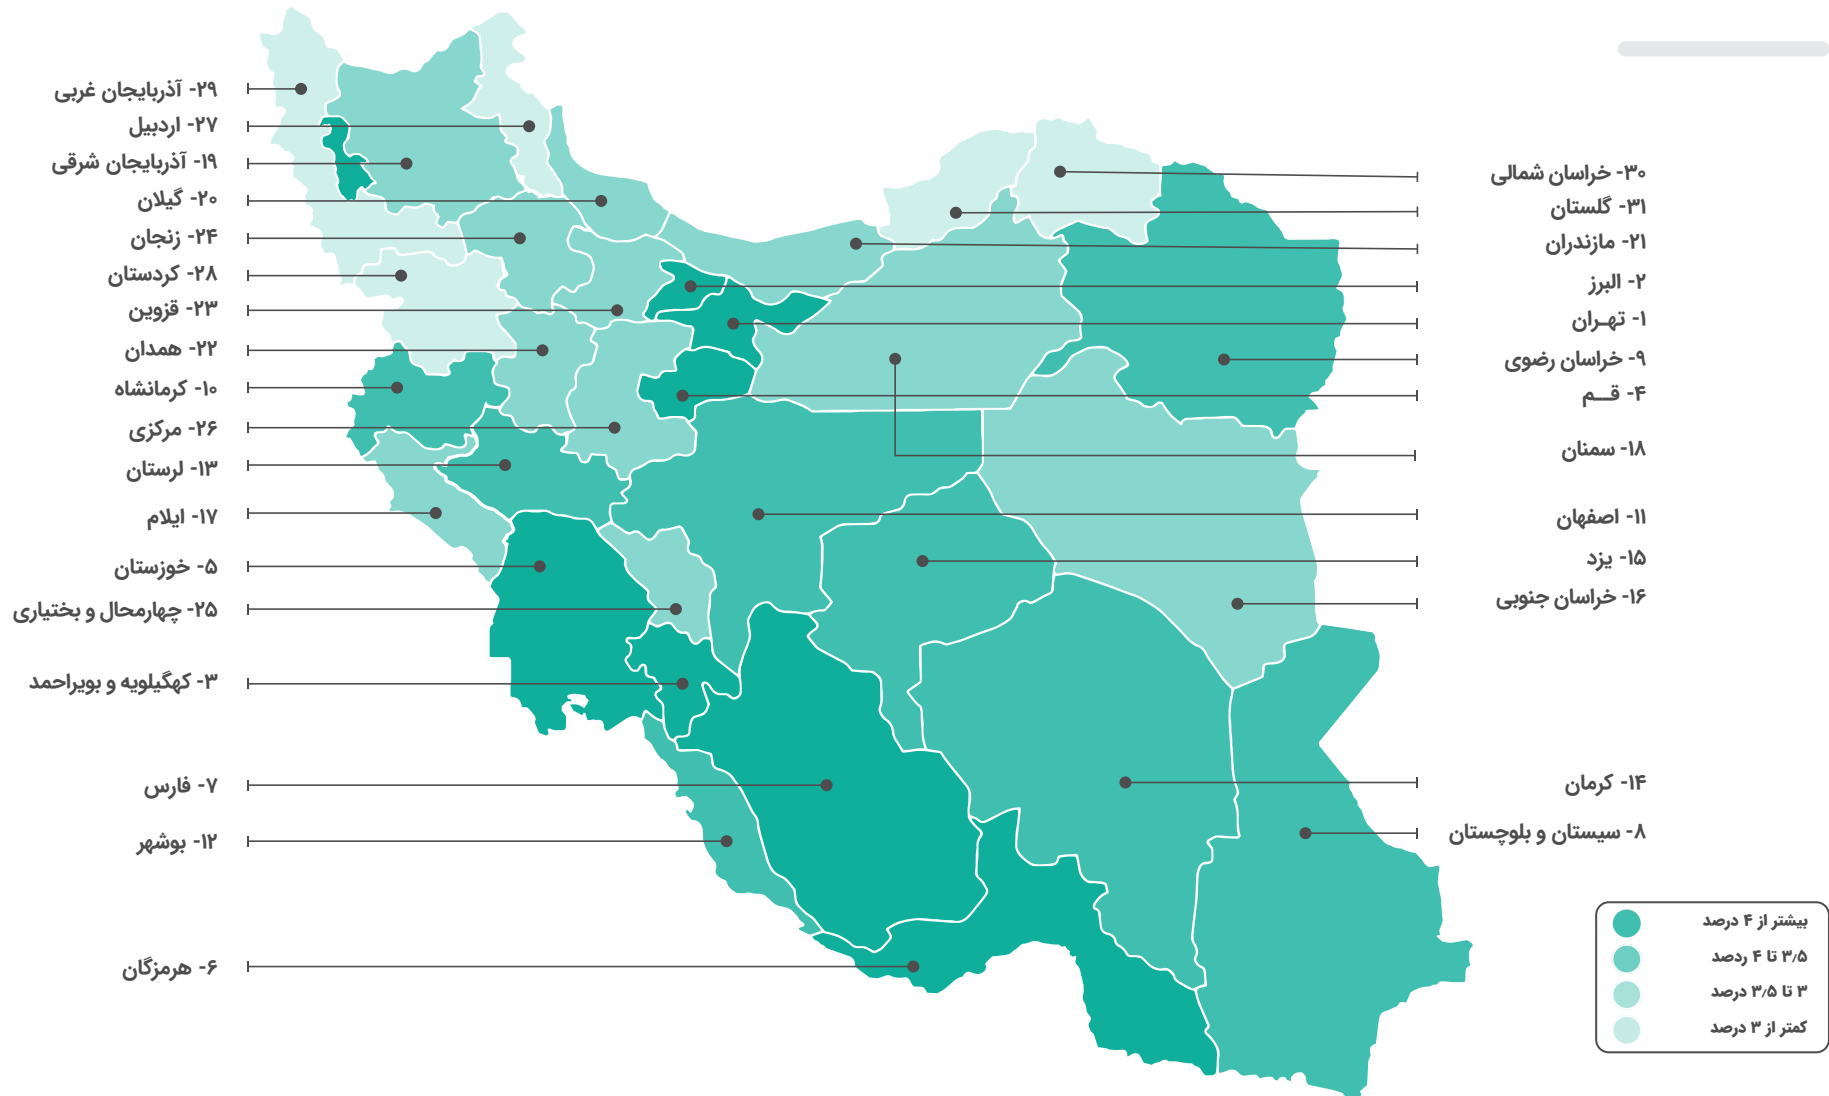 ۲۹- آذربایجان غربی
۲۷- اردبیل
۱۹- آذربایجان شرقی
۲۰- گیلان
۲۴- زنجان
۲۸- کردستان
۲۳- قزوین
۲۲- همدان
۱۰- کرمانشاه
۲۶- مرکزی
۱۳- لرستان
۱۷- ایلام
۵- خوزستان
۲۵- چهارمحال و بختیاری
۳- کهگیلویه و بویراحمد
۷- فارس
۱۲- بوشهر
۶- هرمزگان
۳۰- خراسان شمالی
۳۱- گلستان
۲۱- مازندران
۲- البرز
۱- تهـران
۹- خراسان رضوی
۴- قــم
۱۸- سمنان
۱۱- اصفهان
۱۵- یزد
۱۶- خراسان جنوبی
۱۴- کرمان
۸- سیستان و بلوچستان
بیشتر از ۴ درصد
۳٫۵ تا ۴ ردصد
۳ تا ۳٫۵ درصد
کمتر از ۳ درصد